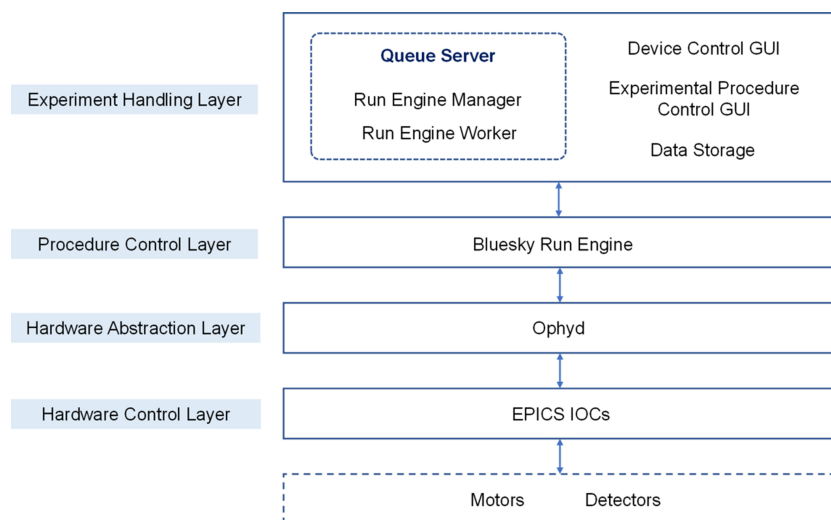 Experiment Handling Layer
Queue Server
Run Engine Manager
Run Engine Worker
Device Control GUI
Experimental Procedure
Control GUI
Data Storage
Procedure Control Layer
Bluesky Run Engine
Hardware Abstraction Layer
Ophyd
Hardware Control Layer
EPICS IOCs
Motors Detectors